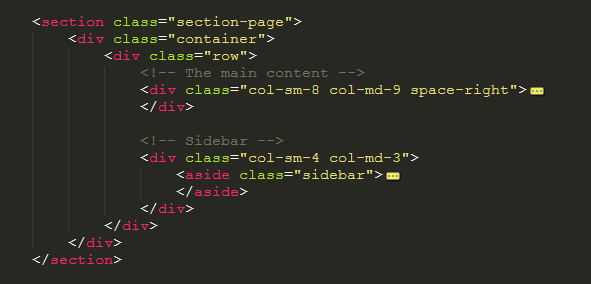 <section class="section-page">
<div class="container">
<div class="row">
<!-- The main content -->
<div class="col-sm-8 col-md-9 space-right">
</div>
<!-- Sidebar -->
<div class="col-sm-4 col-md-3">
<aside class="sidebar">
</aside>
</div>
</div>
</div>
</section>